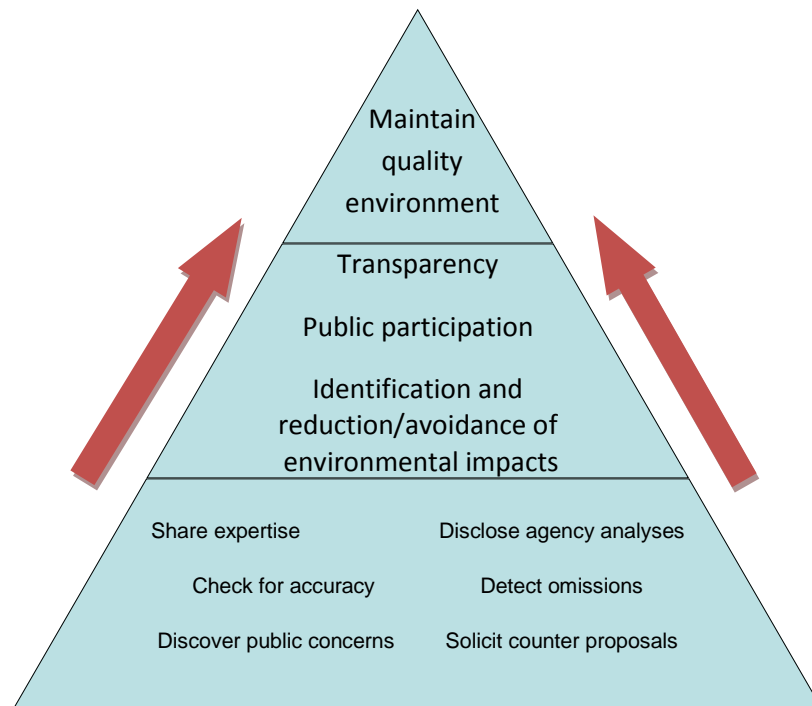 Maintain
quality
environment
Transparency
Public participation
Identification and
reduction/avoidance of
environmental impacts
Share expertise Disclose agency analyses
Check for accuracy Detect omissions
Discover public concerns Solicit counter proposals